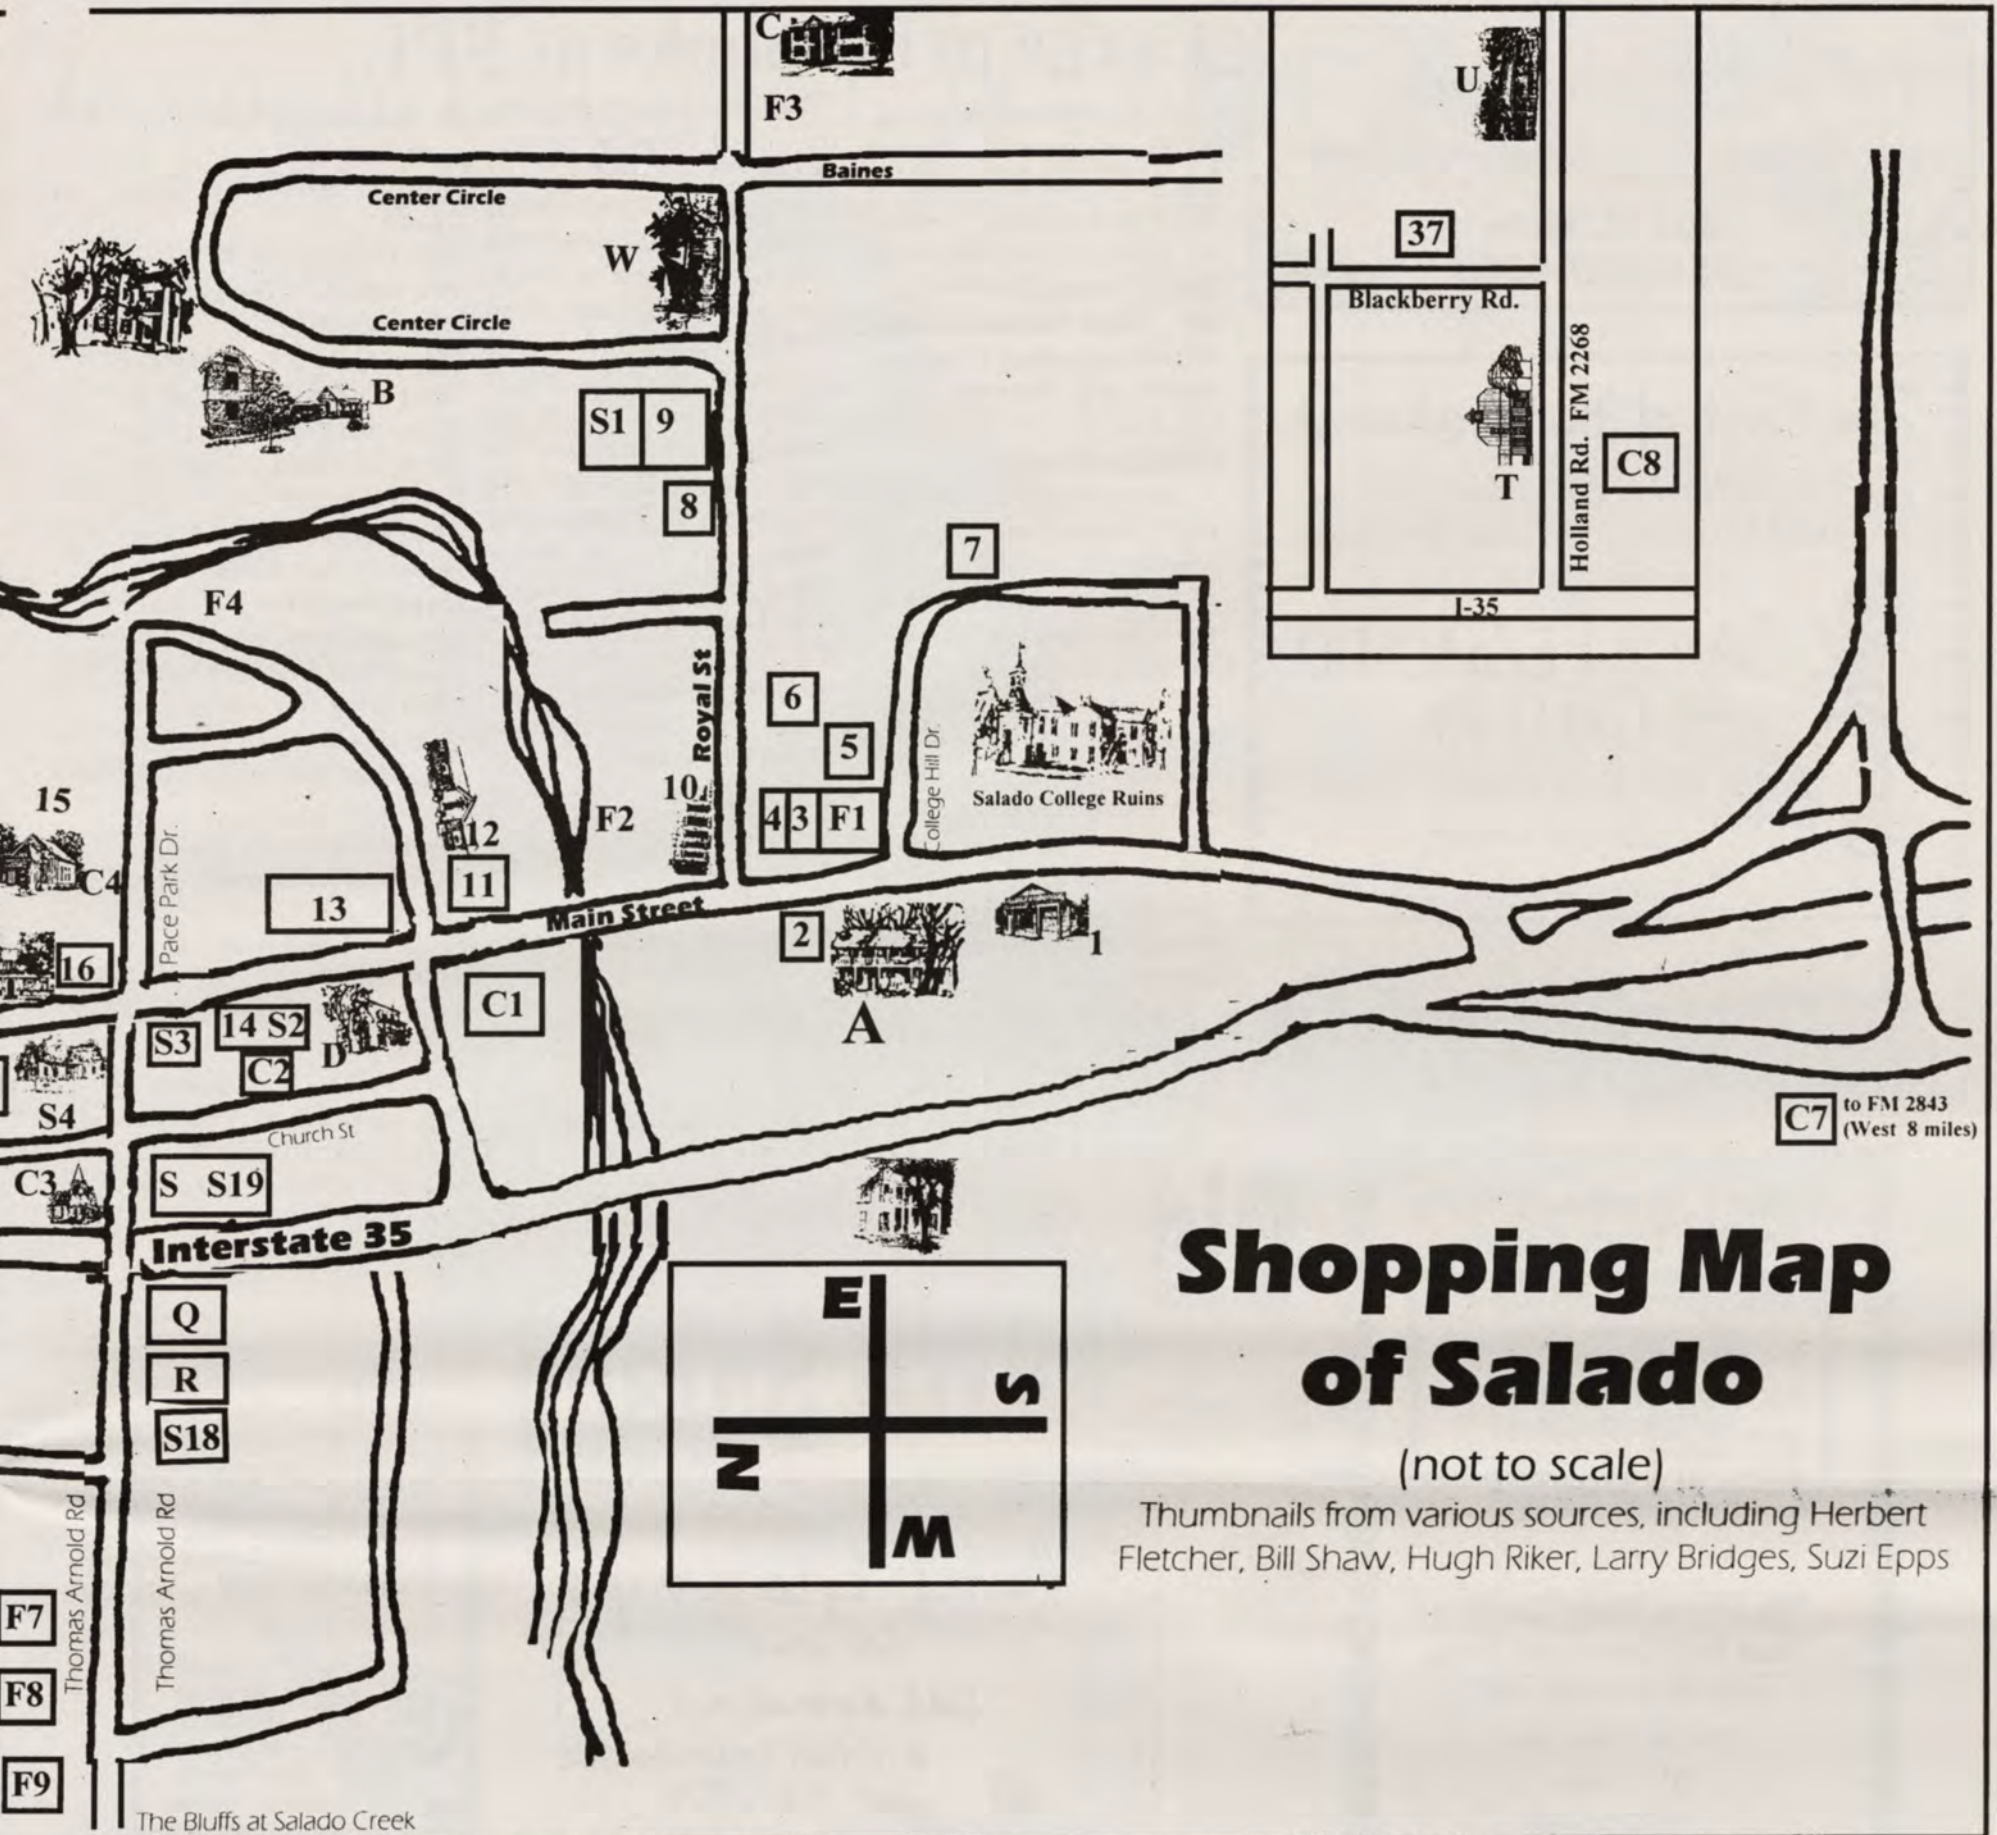 C
F3
U
Baines
Center Circle
W
37
Blackberry Rd.
Center Circle
B
Holland Rd. FM 2268
S1 9
C8
T
8
7
F4
I-35
Royal St
6
5
College Hill Dr.
Salado College Ruins
15
10
4 3 F1
F2
12
C4
Pace Park Dr.
11
13
Main Street
2
1
16
C1
A
14 S2
S3
D
C2
S4
C7
to FM 2843
(West 8 miles)
Church St
C3
S S19
Interstate 35
Shopping Map
of Salado
(not to scale)
Thumbnails from various sources, including Herbert
Fletcher, Bill Shaw, Hugh Riker, Larry Bridges, Suzi Epps
Q
R
S18
E
S
N
W
Thomas Arnold Rd
Thomas Arnold Rd
F7
F8
F9
The Bluffs at Salado Creek